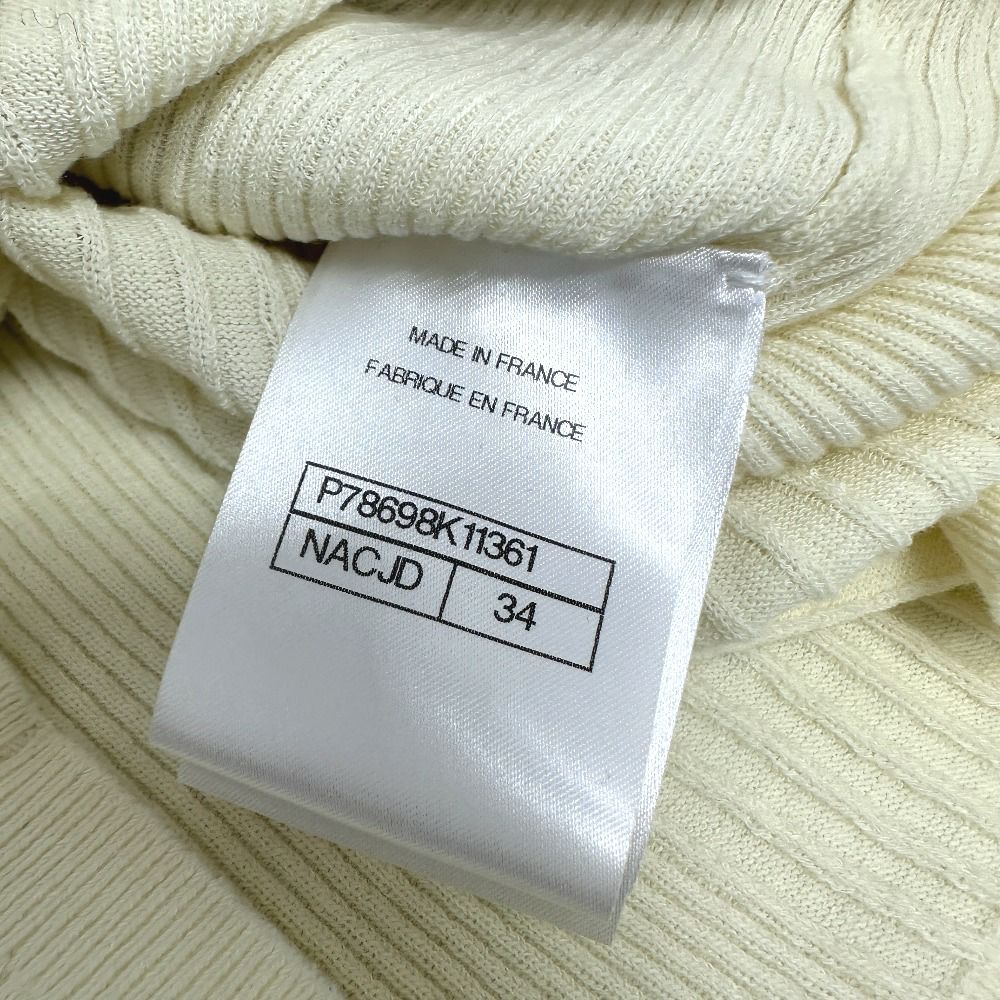 MADE IN FRANCE
FABRIQUE EN FRANCE
P78698K11361
NACJD 34